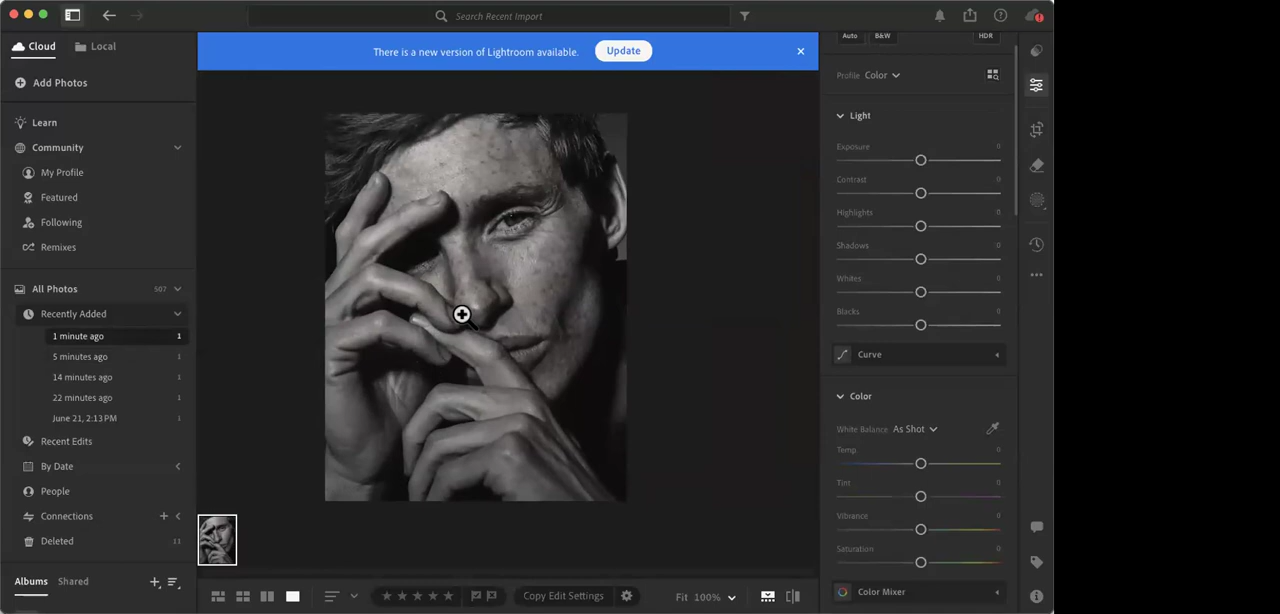 Search Recent Import
Cloud Local
Add Photos
Learn
Community
My Profile
Featured
Following
Remixes
All Photos 507
Recently Added
1 minute ago 1
5 minutes ago 1
14 minutes ago 1
22 minutes ago 1
June 21, 2:13 PM 1
Recent Edits
By Date
People
Connections
Deleted 11
Albums Shared
There is a new version of Lightroom available. Update
Fit 100%
Copy Edit Settings
Auto B&W HDR
Profile Color
Light
Exposure 0
Contrast 0
Highlights 0
Shadows 0
Whites 0
Blacks 0
Curve
Color
White Balance As Shot
Temp 0
Tint 0
Vibrance 0
Saturation 0
Color Mixer